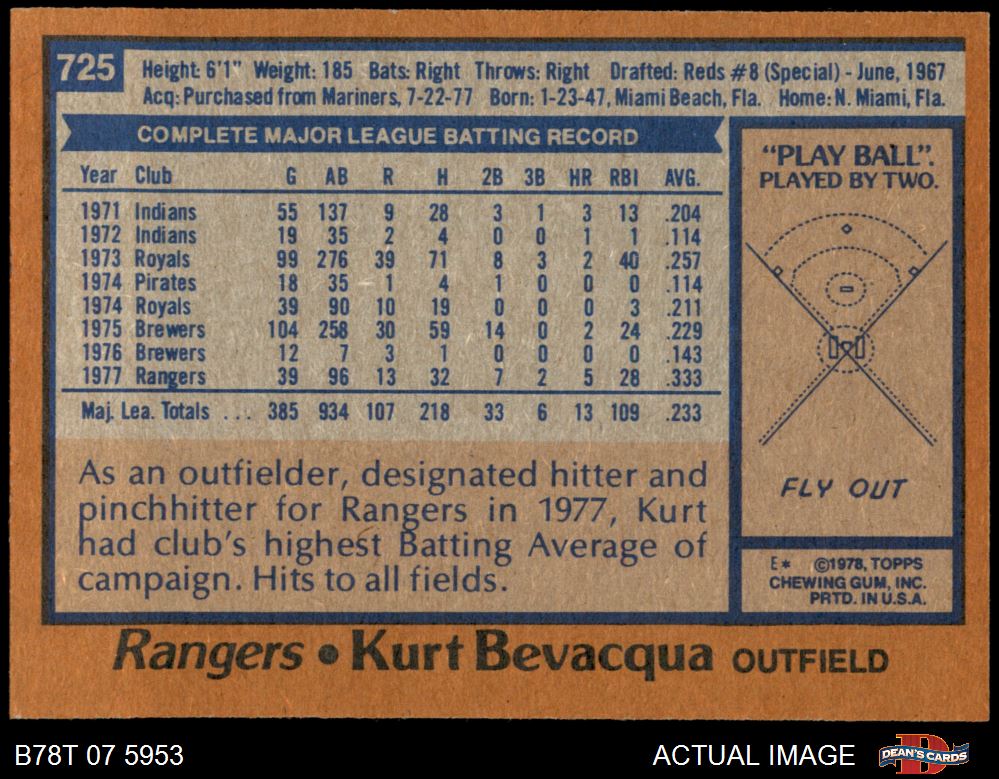 725
Height: 6'1" Weight: 185 Bats: Right Throws: Right Drafted: Reds #8 (Special) - June, 1967
Acq: Purchased from Mariners, 7-22-77 Born: 1-23-47, Miami Beach, Fla. Home: N. Miami, Fla.
COMPLETE MAJOR LEAGUE BATTING RECORD
Year Club G AB R H 2B 3B HR RBI AVG.
1971 Indians 55 137 9 28 3 1 3 13 .204
1972 Indians 19 35 2 4 0 0 1 1 .114
1973 Royals 99 276 39 71 8 3 2 40 .257
1974 Pirates 18 35 1 4 1 0 0 0 .114
1974 Royals 39 90 10 19 0 0 0 3 .211
1975 Brewers 104 258 30 59 14 0 2 24 .229
1976 Brewers 12 7 3 1 0 0 0 0 .143
1977 Rangers 39 96 13 32 7 2 5 28 .333
Maj. Lea. Totals ... 385 934 107 218 33 6 13 109 .233
As an outfielder, designated hitter and
pinchhitter for Rangers in 1977, Kurt
had club's highest Batting Average of
campaign. Hits to all fields.
"PLAY BALL".
PLAYED BY TWO.
FLY OUT
E* ©1978, TOPPS
CHEWING GUM, INC.
PRTD. IN U.S.A.
Rangers • Kurt Bevacqua OUTFIELD
B78T 07 5953
ACTUAL IMAGE
D
DEAN'S CARDS